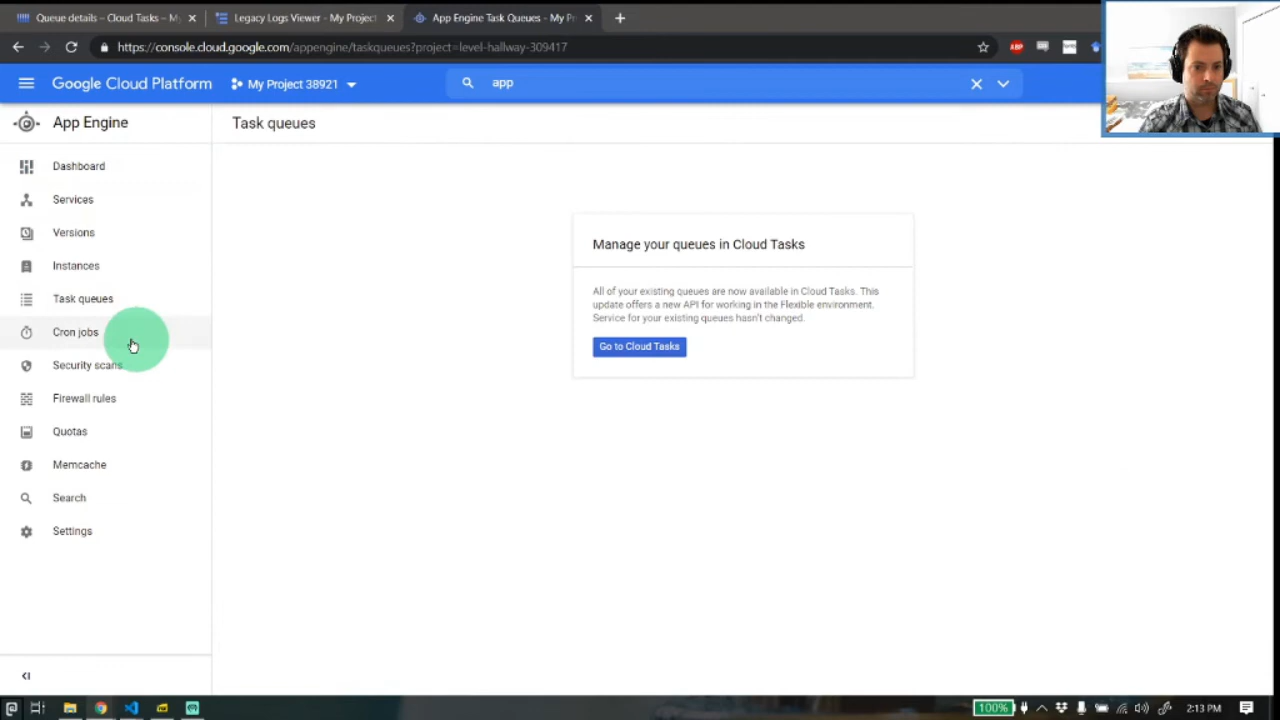 Queue details – Cloud Tasks – My
Legacy Logs Viewer - My Project
App Engine Task Queues - My Pr
https://console.cloud.google.com/appengine/taskqueues?project=level-hallway-309417
ABP
Google Cloud Platform
My Project 38921
app
App Engine
Task queues
Dashboard
Services
Versions
Instances
Task queues
Cron jobs
Security scans
Firewall rules
Quotas
Memcache
Search
Settings
Manage your queues in Cloud Tasks
All of your existing queues are now available in Cloud Tasks. This
update offers a new API for working in the Flexible environment.
Service for your existing queues hasn't changed.
Go to Cloud Tasks
100%
2:13 PM